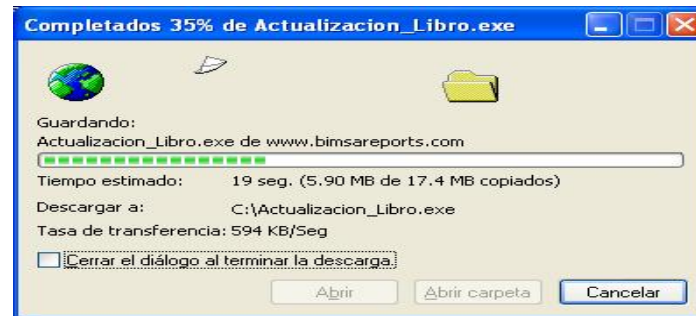 Completados 35% de Actualizacion_Libro.exe
Guardando:
Actualizacion_Libro.exe de www.bimsareports.com
Tiempo estimado: 19 seg. (5.90 MB de 17.4 MB copiados)
Descargar a: C:\Actualizacion_Libro.exe
Tasa de transferencia: 594 KB/Seg
Cerrar el diálogo al terminar la descarga.
Abrir Abrir carpeta Cancelar